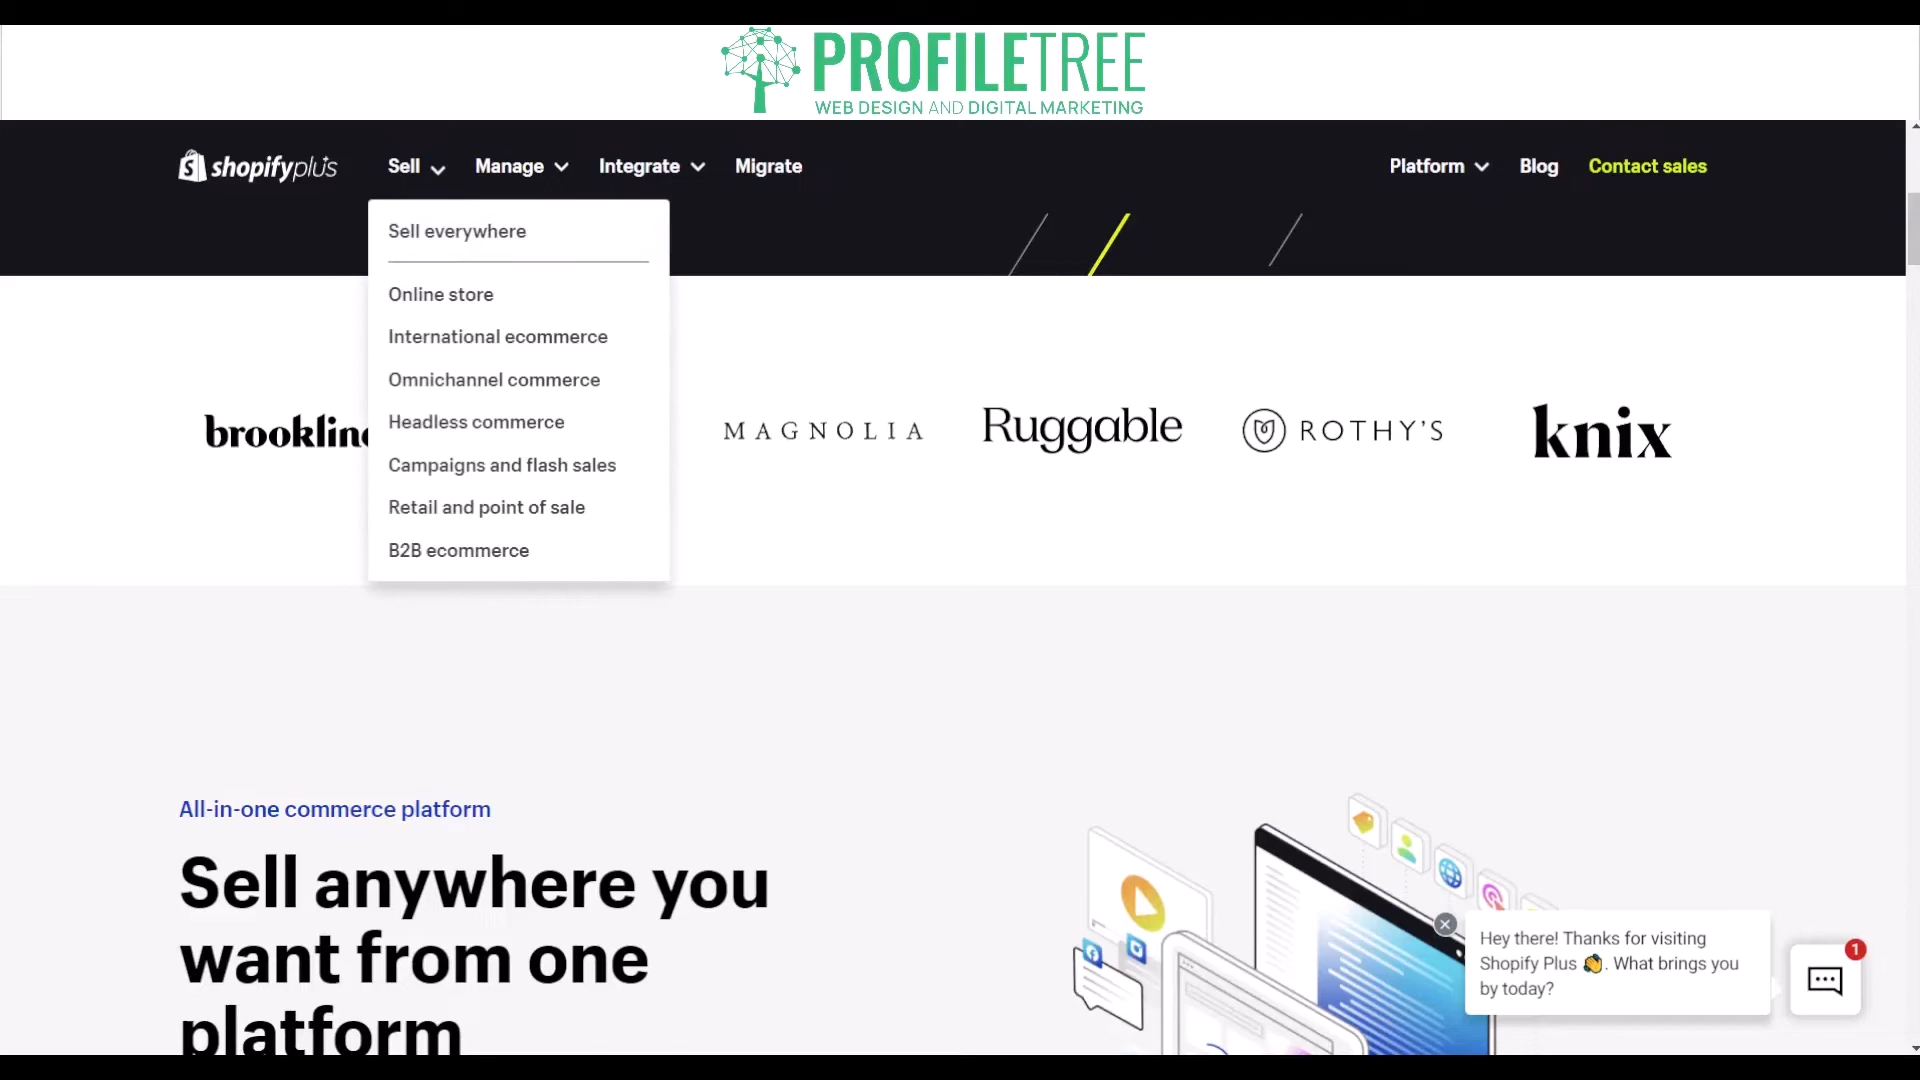 PROFILETREE
WEB DESIGN AND DIGITAL MARKETING
shopifyplus
Sell
Manage
Integrate
Migrate
Platform
Blog
Contact sales
Sell everywhere
Online store
International ecommerce
Omnichannel commerce
Headless commerce
Campaigns and flash sales
Retail and point of sale
B2B ecommerce
brooklin
MAGNOLIA
Ruggable
ROTHY'S
knix
All-in-one commerce platform
Sell anywhere you
want from one
platform
Hey there! Thanks for visiting
Shopify Plus 👏. What brings you
by today?
1